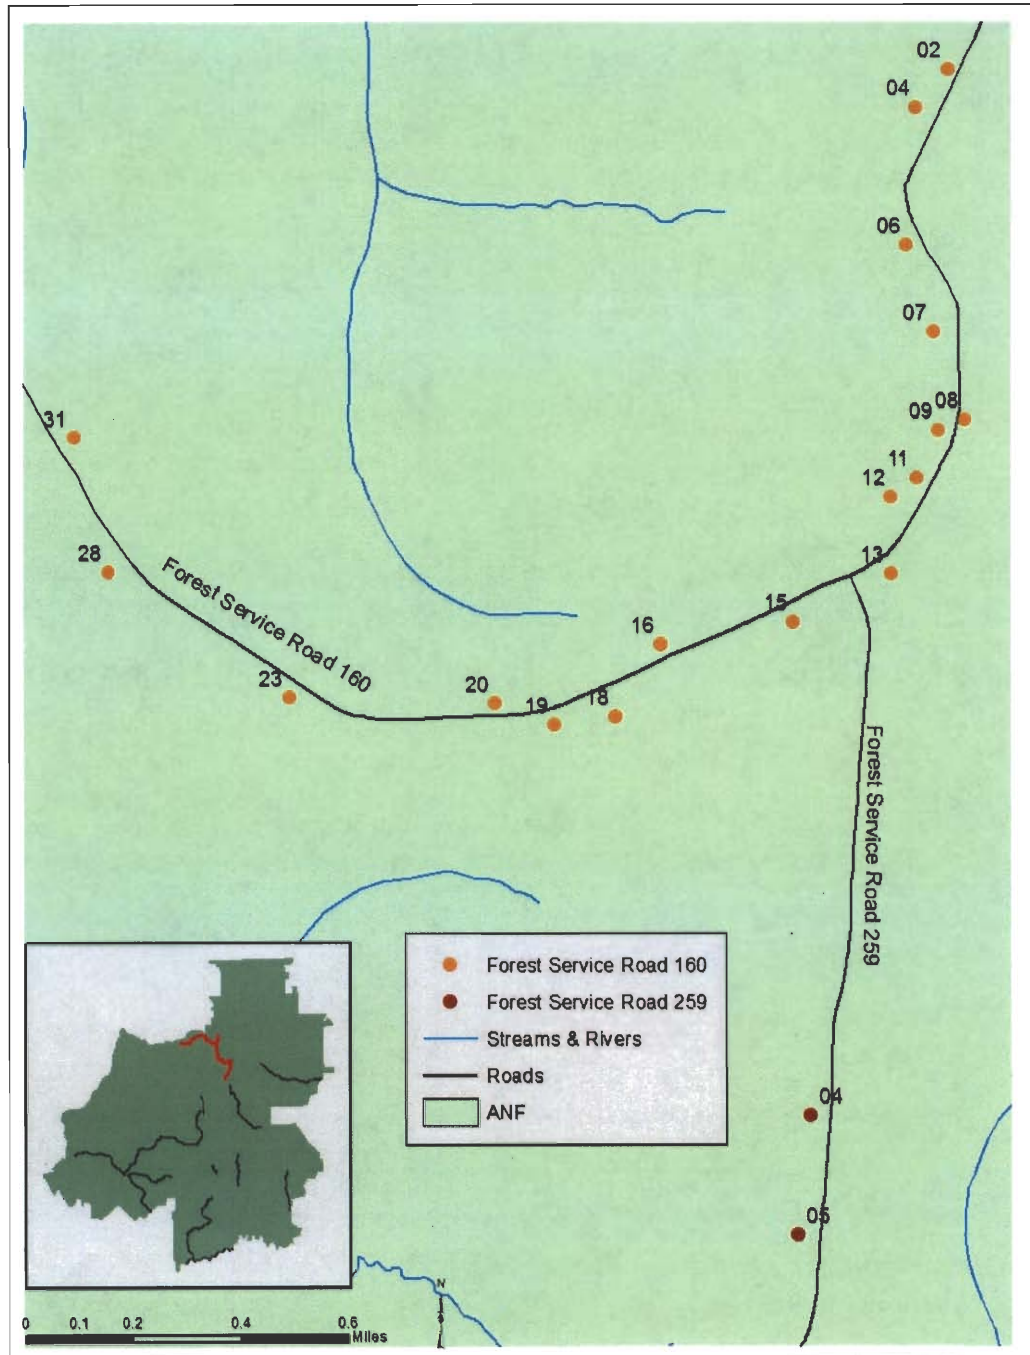 02
04
06
07
08
09
11
12
31
13
28
Forest Service Road 160
15
16
23
20
19
18
Forest Service Road 259
Forest Service Road 160
Forest Service Road 259
Streams & Rivers
Roads
ANF
04
05
N
0 0.1 0.2 0.4 0.6
Miles